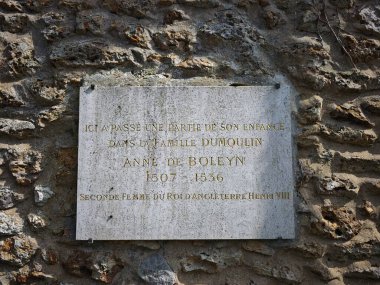 ICI A PASSÉ UNE PARTIE DE SON ENFANCE
DANS LA FAMILLE DUMOULIN
ANNE DE BOLEYN
1507 - 1536
SECONDE FEMME DU ROI D'ANGLETERRE HENRI VIII